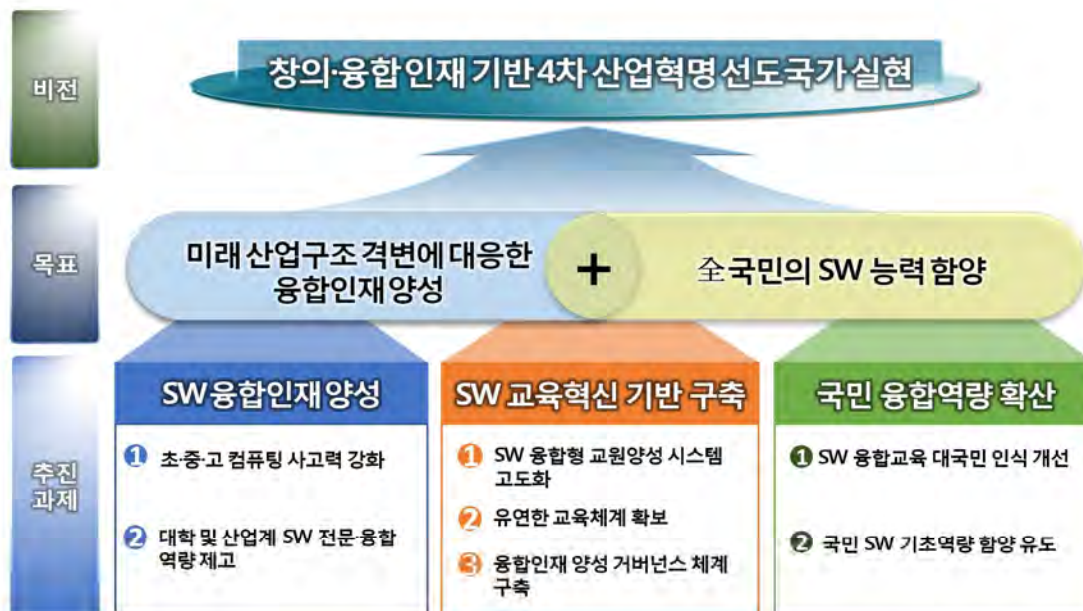 비전
창의·융합 인재 기반 4차 산업혁명 선도국가 실현
목표
미래 산업구조 격변에 대응한
융합인재 양성
+
全국민의 SW 능력 함양
추진
과제
SW 융합인재 양성
1 초·중·고 컴퓨팅 사고력 강화
2 대학 및 산업계 SW 전문·융합
역량 제고
SW 교육혁신 기반 구축
1 SW 융합형 교원양성 시스템
고도화
2 유연한 교육체계 확보
3 융합인재 양성 거버넌스 체계
구축
국민 융합역량 확산
1 SW 융합교육 대국민 인식 개선
2 국민 SW 기초역량 함양 유도